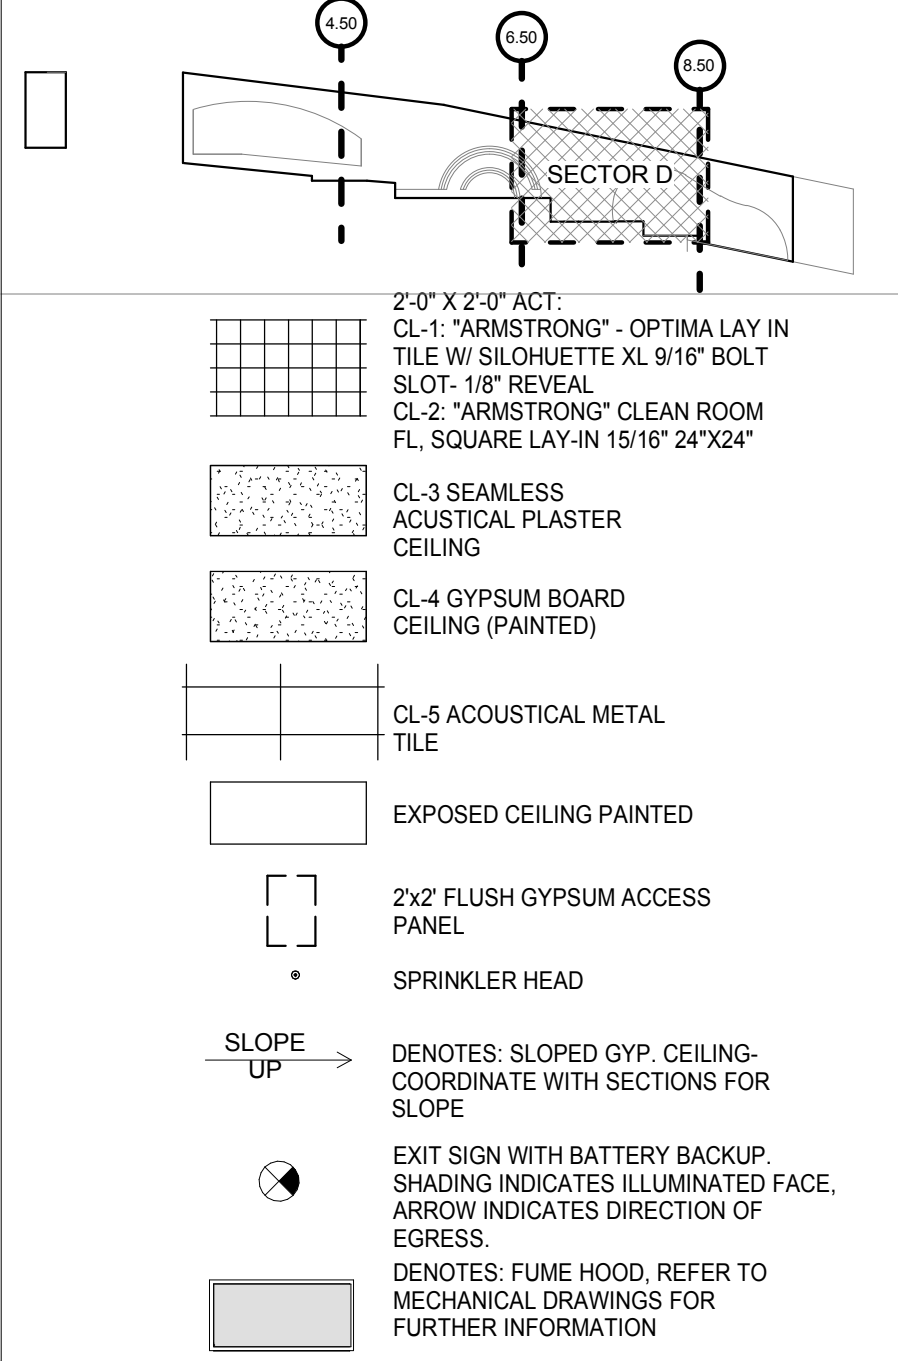 4.50
6.50
8.50
SECTOR D
2'-0" X 2'-0" ACT:
CL-1: "ARMSTRONG" - OPTIMA LAY IN
TILE W/ SILOHUETTE XL 9/16" BOLT
SLOT- 1/8" REVEAL
CL-2: "ARMSTRONG" CLEAN ROOM
FL, SQUARE LAY-IN 15/16" 24"X24"
CL-3 SEAMLESS
ACUSTICAL PLASTER
CEILING
CL-4 GYPSUM BOARD
CEILING (PAINTED)
CL-5 ACOUSTICAL METAL
TILE
EXPOSED CEILING PAINTED
2'x2' FLUSH GYPSUM ACCESS
PANEL
SPRINKLER HEAD
SLOPE
UP
DENOTES: SLOPED GYP. CEILING-
COORDINATE WITH SECTIONS FOR
SLOPE
EXIT SIGN WITH BATTERY BACKUP.
SHADING INDICATES ILLUMINATED FACE,
ARROW INDICATES DIRECTION OF
EGRESS.
DENOTES: FUME HOOD, REFER TO
MECHANICAL DRAWINGS FOR
FURTHER INFORMATION